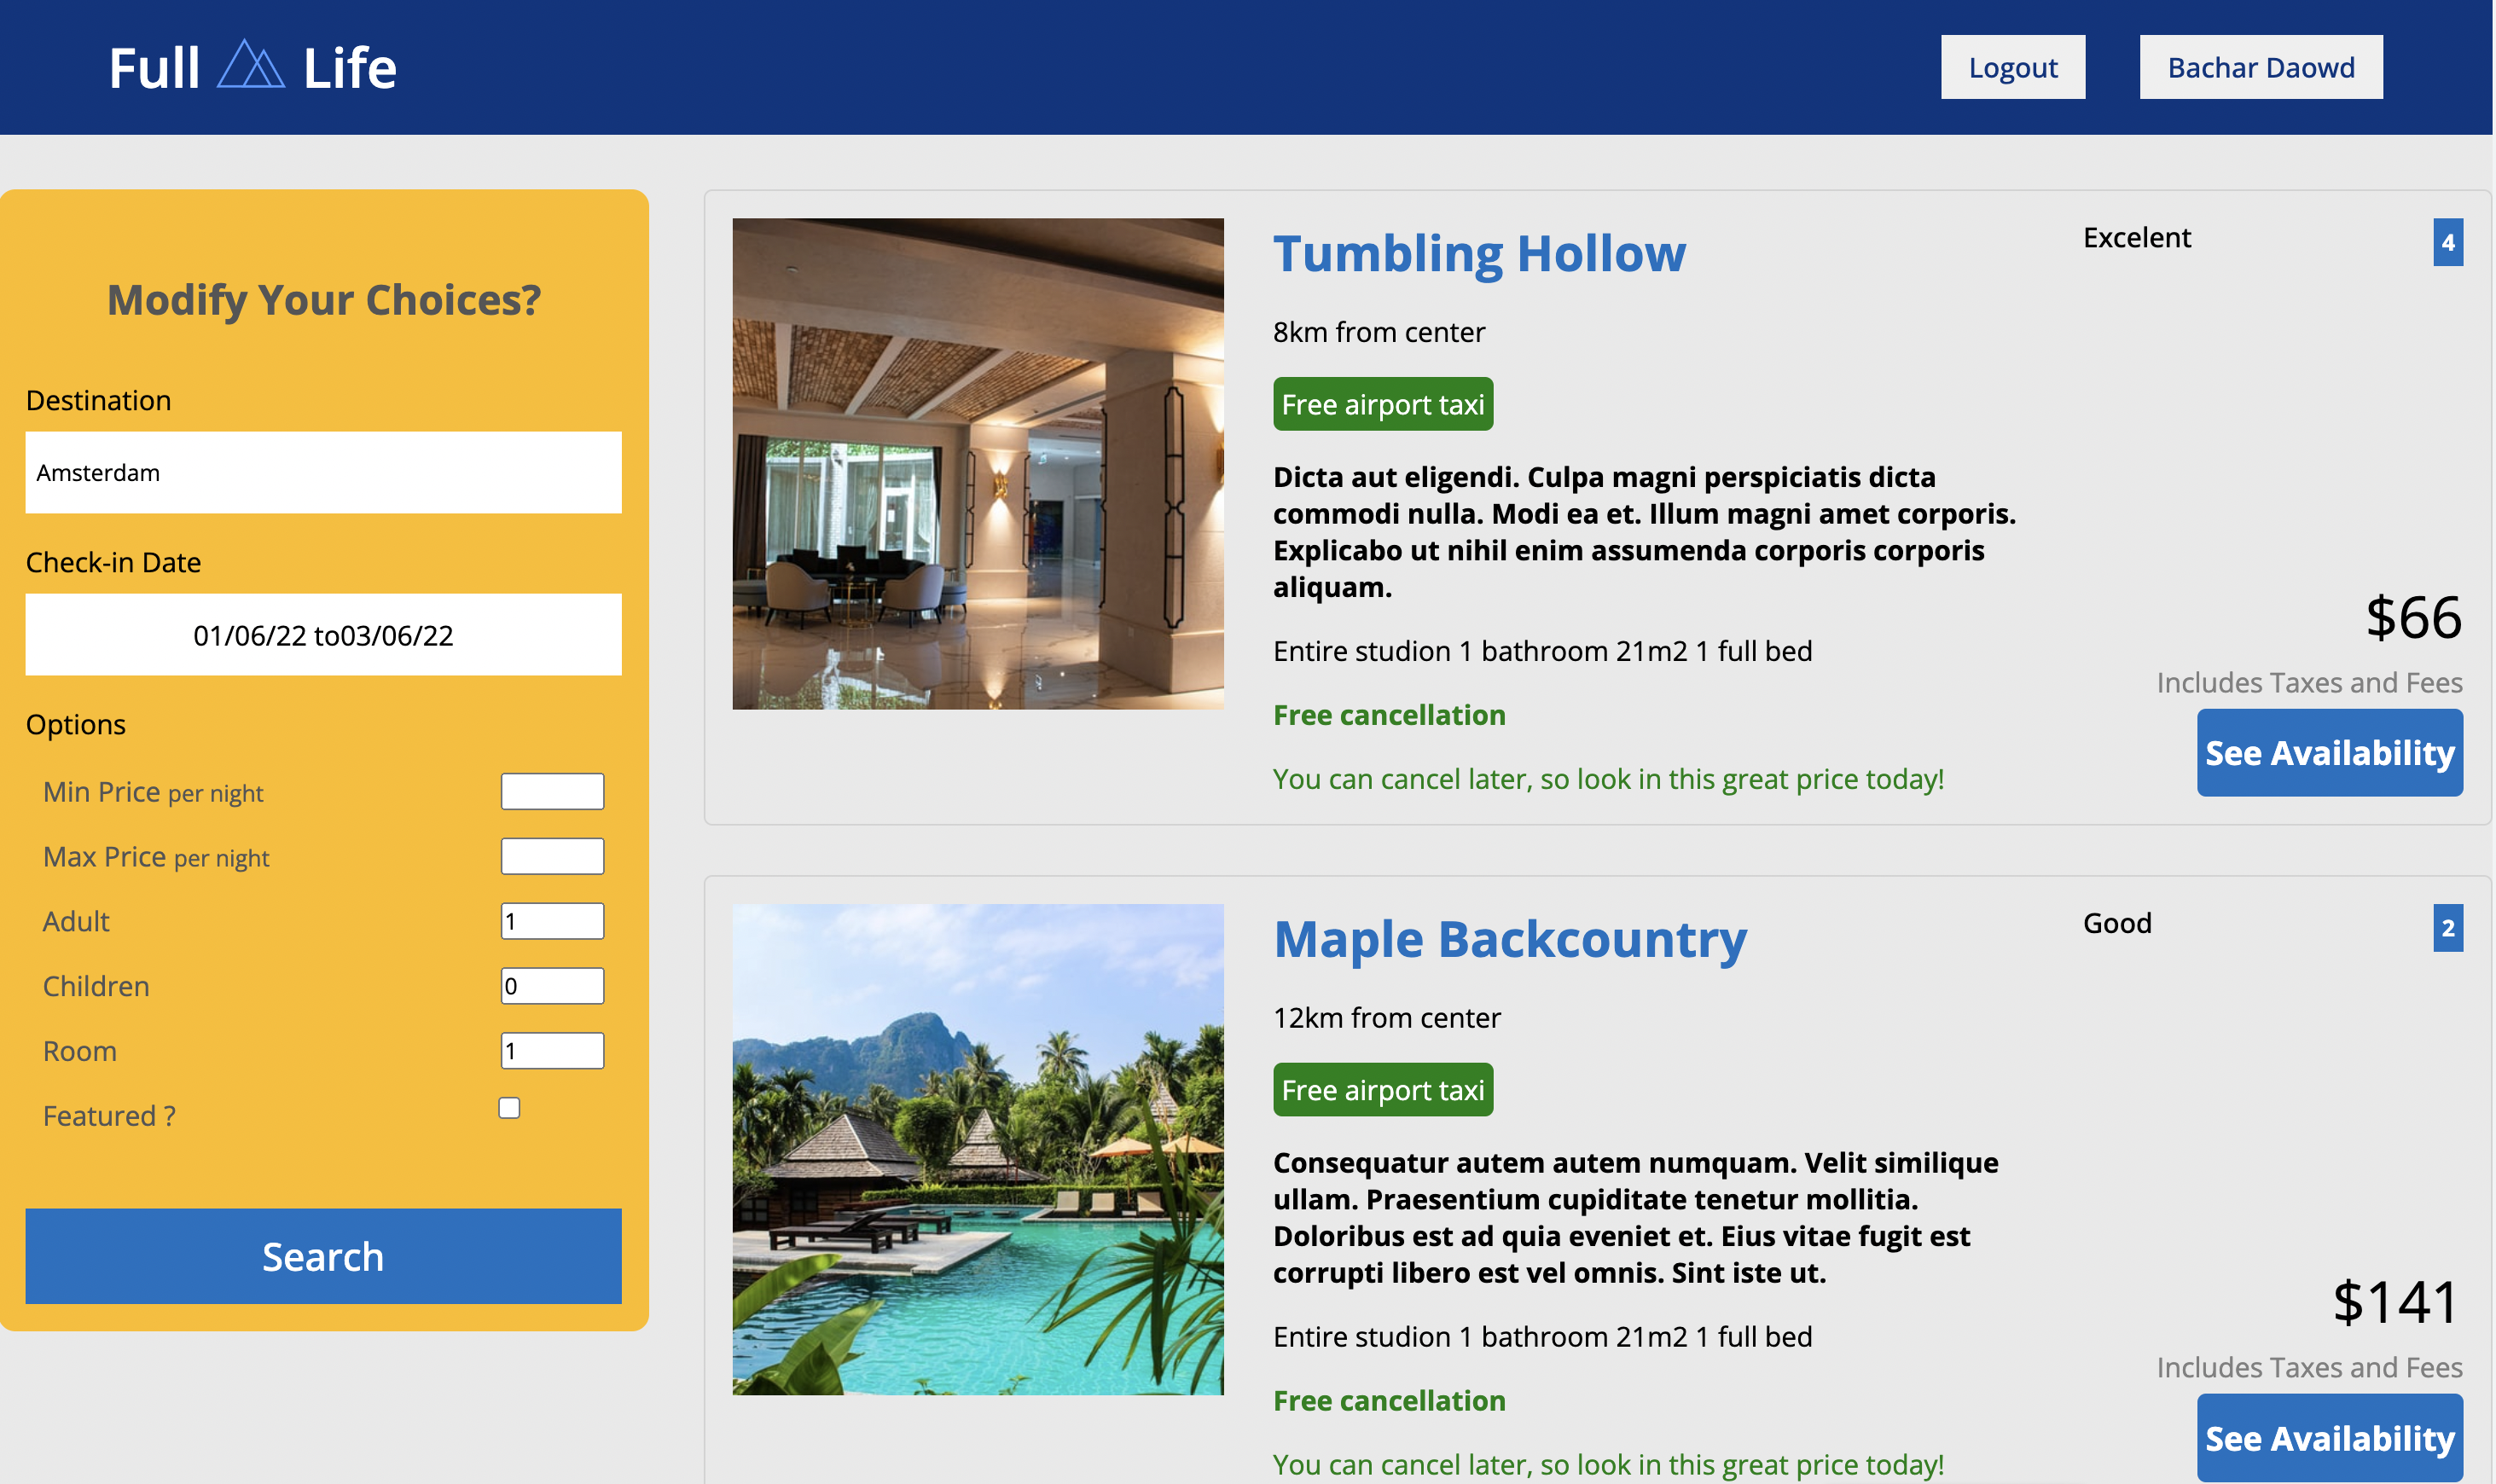 Full Life
Logout
Bachar Daowd
Modify Your Choices?
Destination
Amsterdam
Check-in Date
01/06/22 to03/06/22
Options
Min Price per night
Max Price per night
Adult 1
Children 0
Room 1
Featured ?
Search
Tumbling Hollow
Excelent
4
8km from center
Free airport taxi
Dicta aut eligendi. Culpa magni perspiciatis dicta
commodi nulla. Modi ea et. Illum magni amet corporis.
Explicabo ut nihil enim assumenda corporis corporis
aliquam.
Entire studion 1 bathroom 21m2 1 full bed
Free cancellation
You can cancel later, so look in this great price today!
$66
Includes Taxes and Fees
See Availability
Maple Backcountry
Good
2
12km from center
Free airport taxi
Consequatur autem autem numquam. Velit similique
ullam. Praesentium cupiditate tenetur mollitia.
Doloribus est ad quia eveniet et. Eius vitae fugit est
corrupti libero est vel omnis. Sint iste ut.
Entire studion 1 bathroom 21m2 1 full bed
Free cancellation
You can cancel later, so look in this great price today!
$141
Includes Taxes and Fees
See Availability